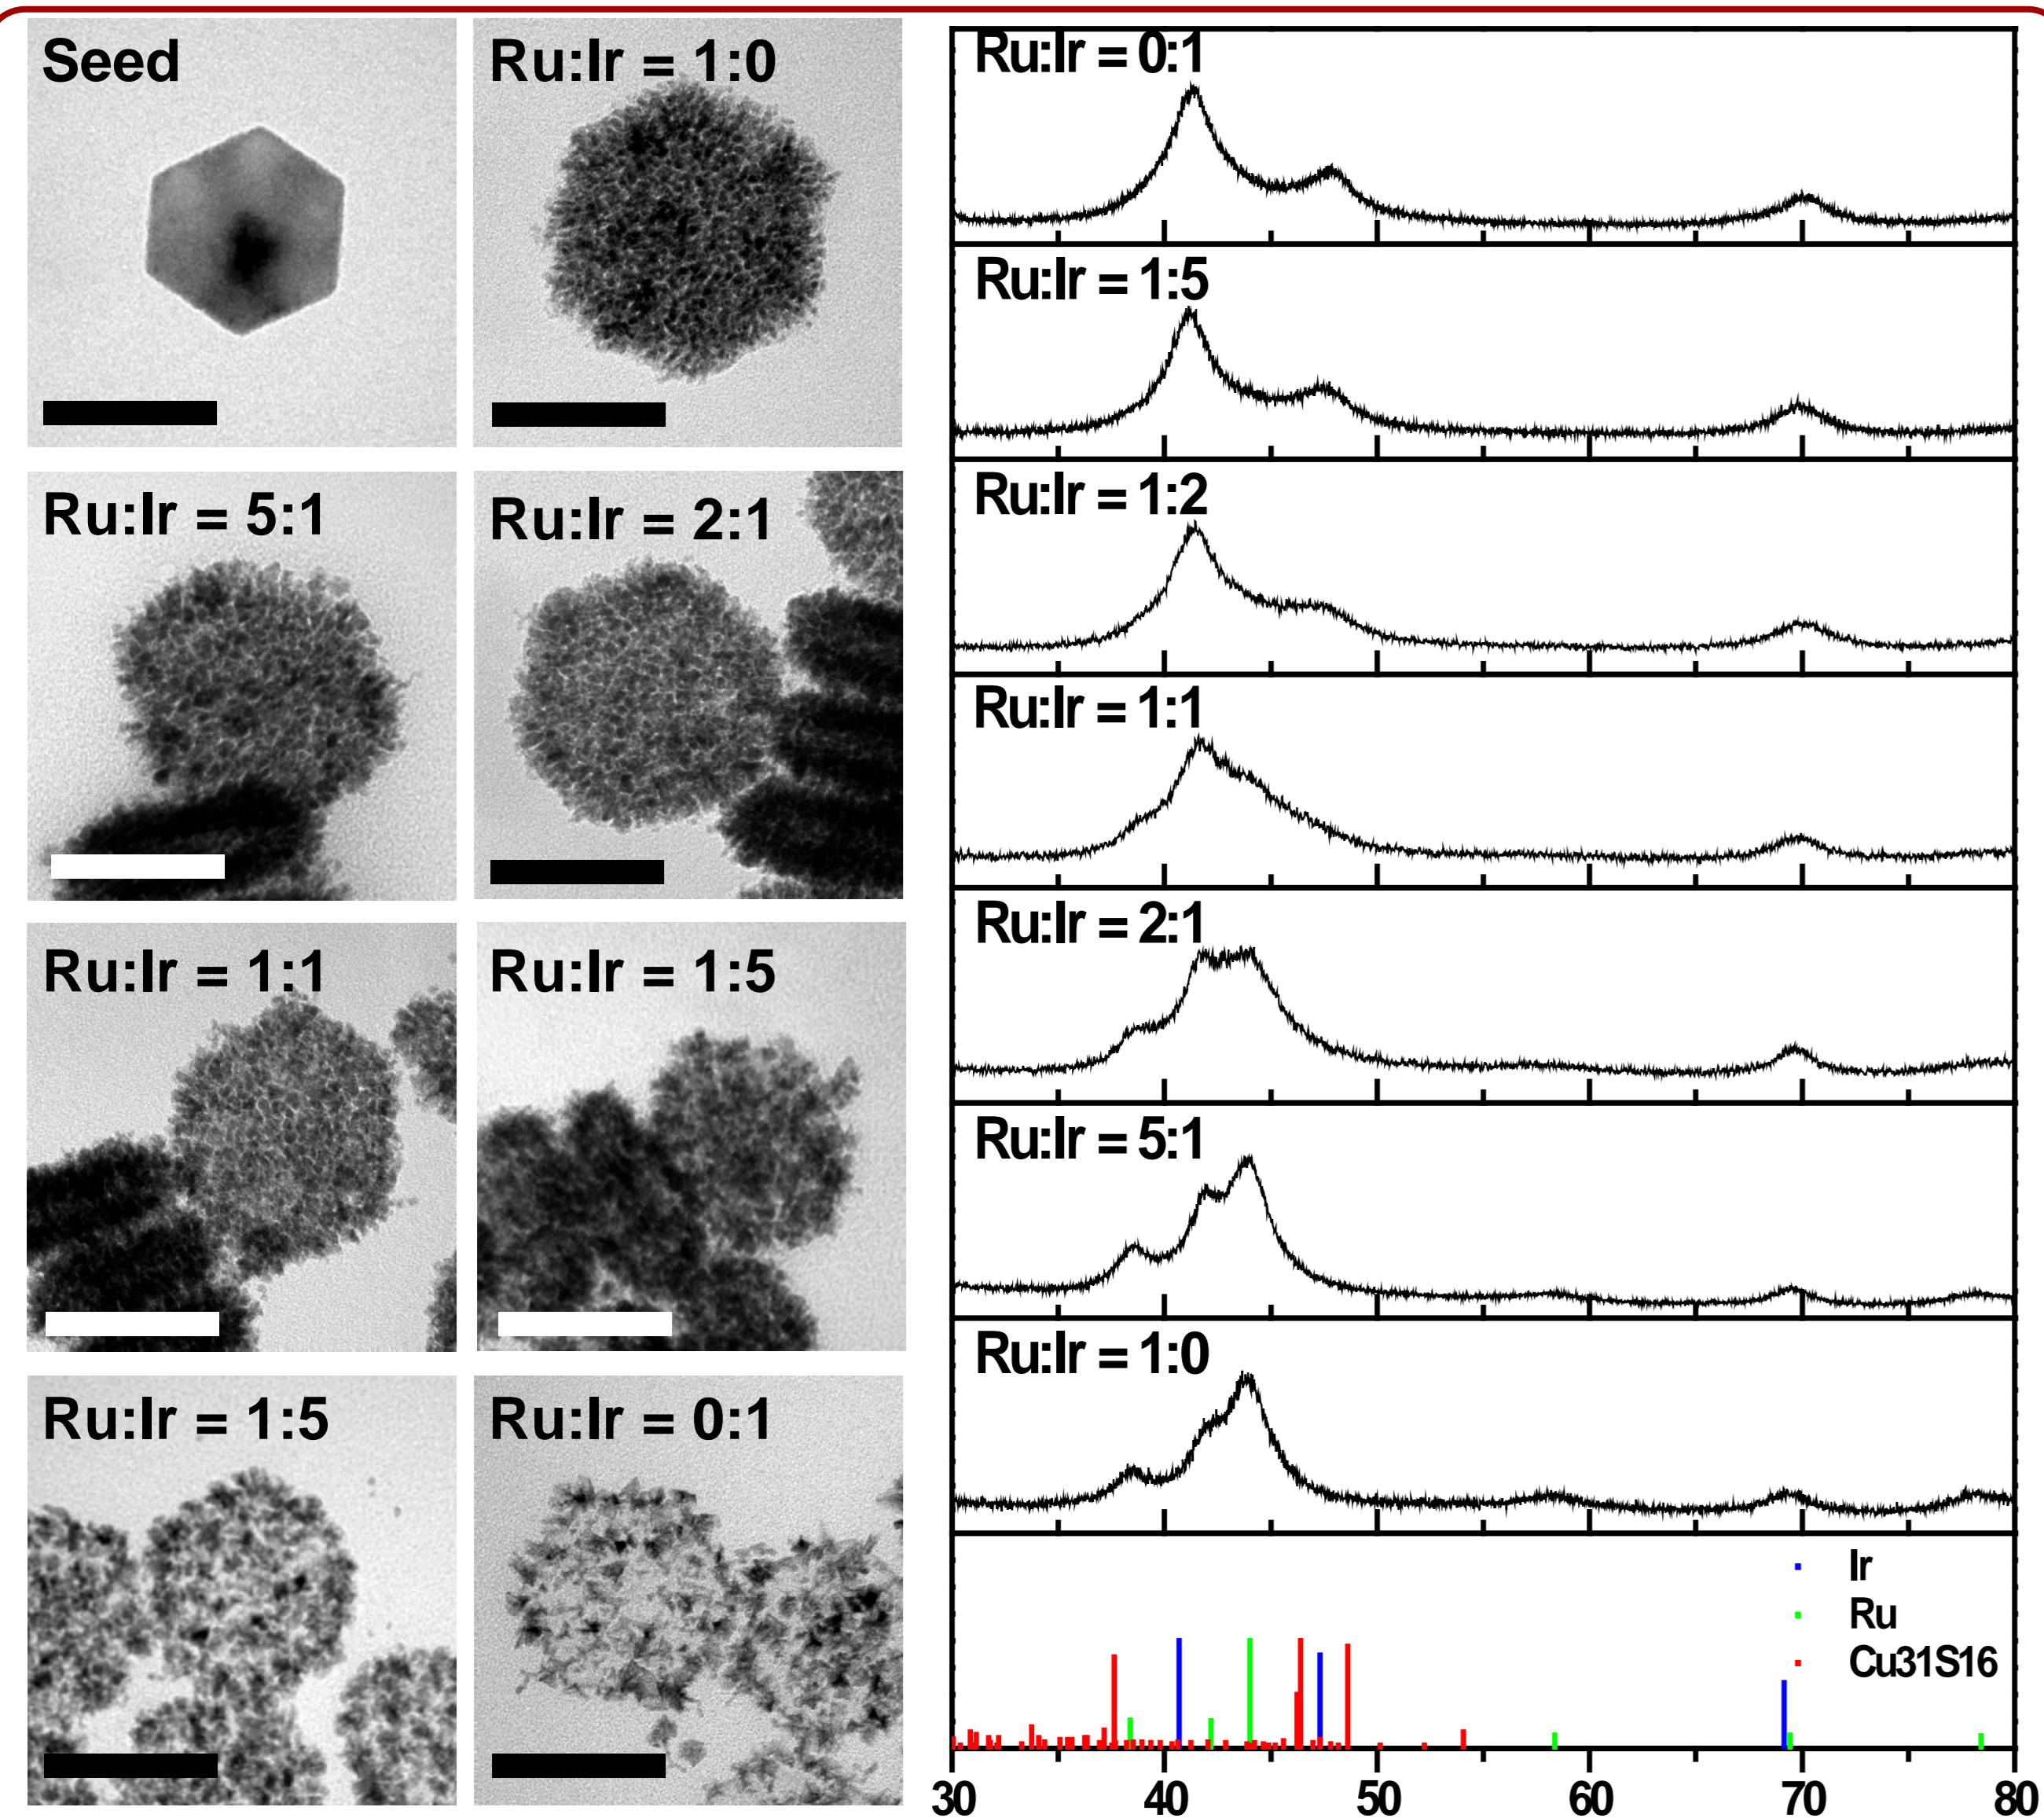 Seed
Ru:Ir = 1:0
Ru:Ir = 5:1
Ru:Ir = 2:1
Ru:Ir = 1:1
Ru:Ir = 1:5
Ru:Ir = 1:5
Ru:Ir = 0:1
Ru:Ir = 0:1
Ru:Ir = 1:5
Ru:Ir = 1:2
Ru:Ir = 1:1
Ru:Ir = 2:1
Ru:Ir = 5:1
Ru:Ir = 1:0
Ir
Ru
Cu31S16
30 40 50 60 70 80